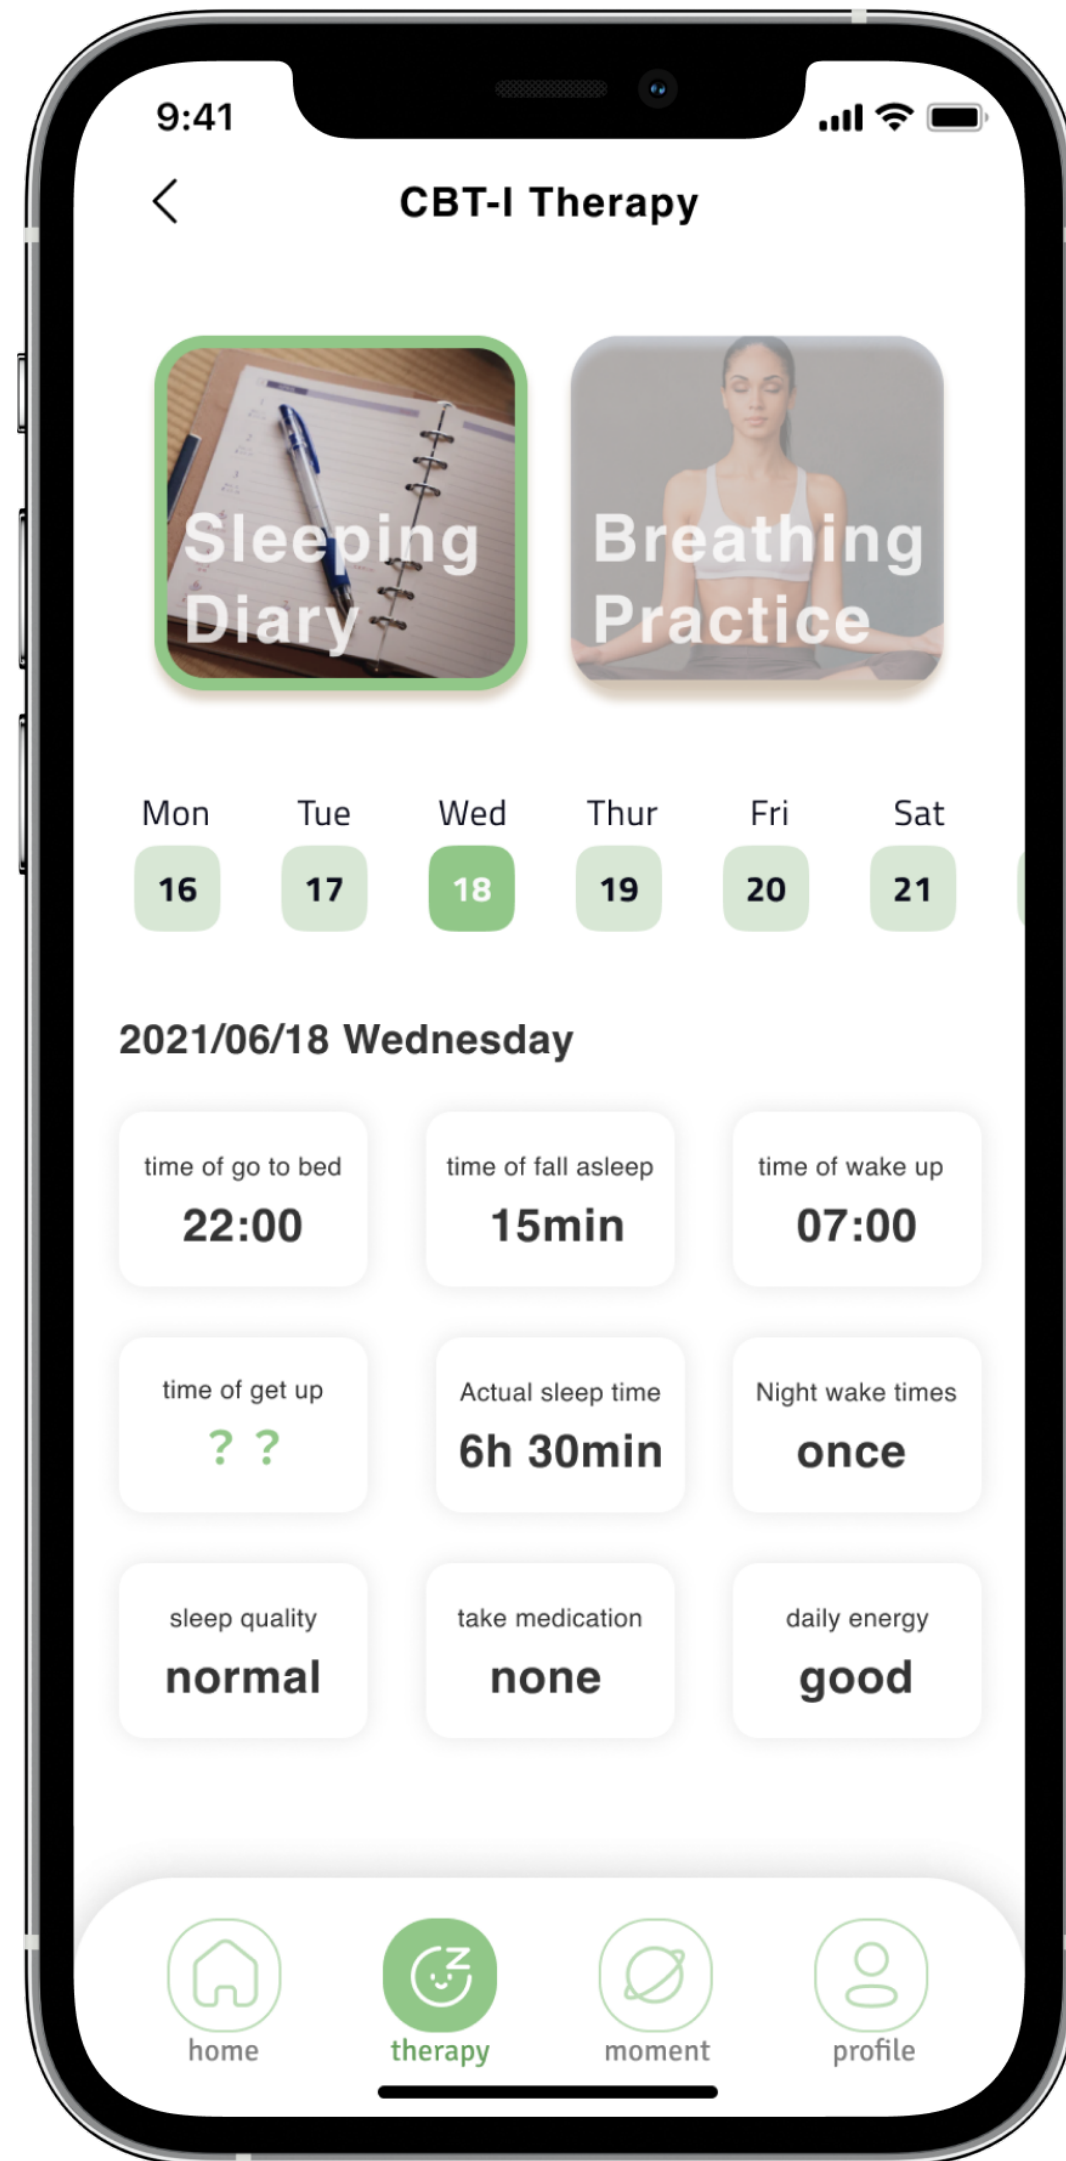 9:41
CBT-I Therapy
Sleeping
Diary
Breathing
Practice
Mon Tue Wed Thur Fri Sat
16 17 18 19 20 21
2021/06/18 Wednesday
time of go to bed
22:00
time of fall asleep
15min
time of wake up
07:00
time of get up
? ?
Actual sleep time
6h 30min
Night wake times
once
sleep quality
normal
take medication
none
daily energy
good
home therapy moment profile